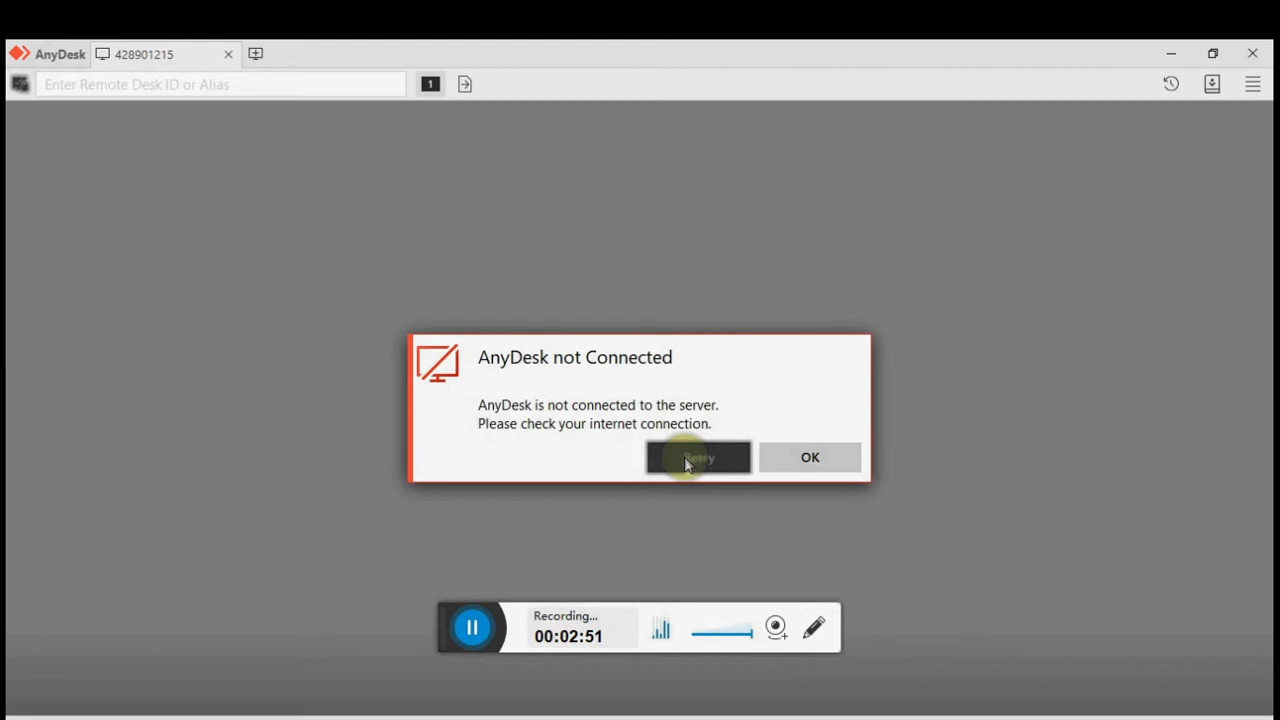 AnyDesk
428901215
Enter Remote Desk ID or Alias
1
AnyDesk not Connected
AnyDesk is not connected to the server.
Please check your internet connection.
Retry
OK
Recording...
00:02:51